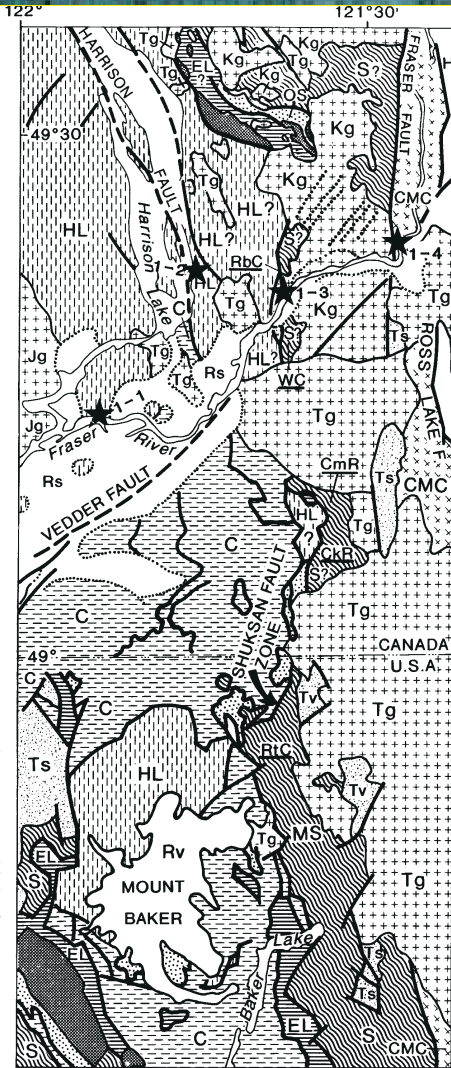 122° 121°30'
HARRISON
FAULT
Tg
Tg
EL
?
Kg
Kg
Kg
Kg
Tg
OS
S?
FRASER
FAULT
49°30'
Kg
Kg
HL
Tg
HL?
HL?
S?
CMC
Harrison
Lake
1-2
HL
RbC
1-3
1-4
Tg
Kg
Tg
C
Jg
Tg
Tg
Rs
HL?
S?
WC
Ts
ROSS
LAKE F
1-1
Jg
Fraser
River
Tg
Rs
VEDDER FAULT
CmR
Ts
CMC
HL
?
Tg
C
CkR
S?
Tg
SHUKSAN FAULT
ZONE
49°
CANADA
U.S.A
C
C
Tv
Tg
RtC
Ts
HL
Tv
Rv
Tg
MS
EL
MOUNT
BAKER
Tg
S
EL
Baker
Lake
Ts
Ts
C
EL
S
S
CMC